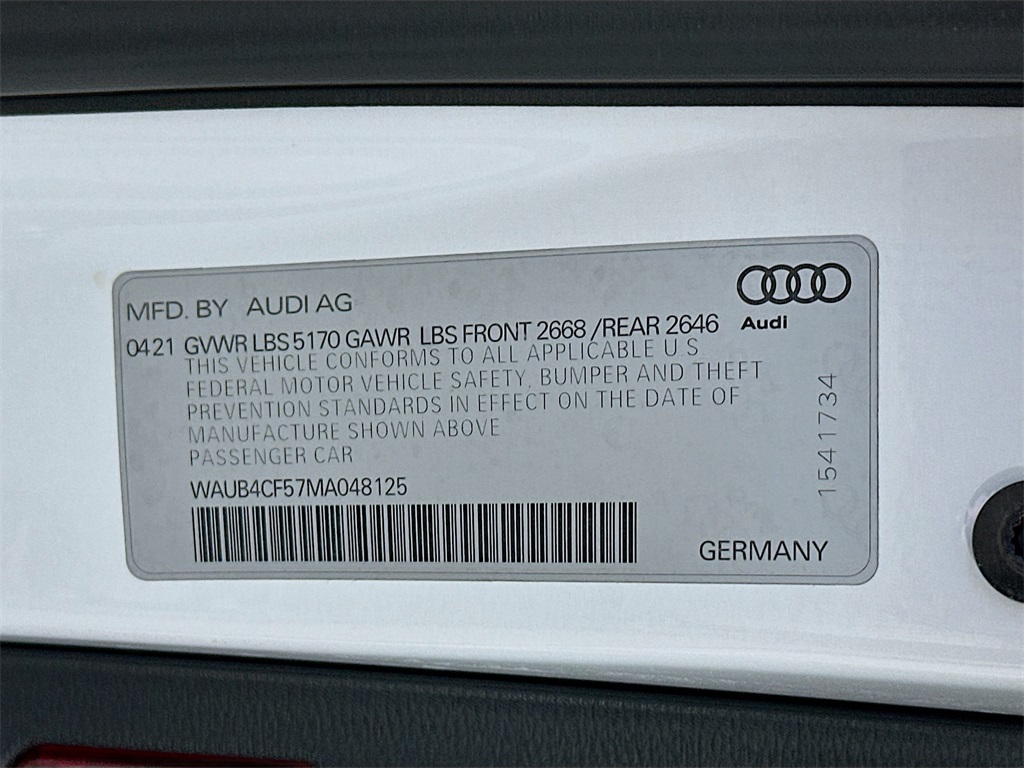 MFD. BY AUDI AG
0421 GVWR LBS 5170 GAWR LBS FRONT 2668 /REAR 2646
THIS VEHICLE CONFORMS TO ALL APPLICABLE U.S
FEDERAL MOTOR VEHICLE SAFETY, BUMPER AND THEFT
PREVENTION STANDARDS IN EFFECT ON THE DATE OF
MANUFACTURE SHOWN ABOVE
PASSENGER CAR
WAUB4CF57MA048125
GERMANY
Audi
1541734